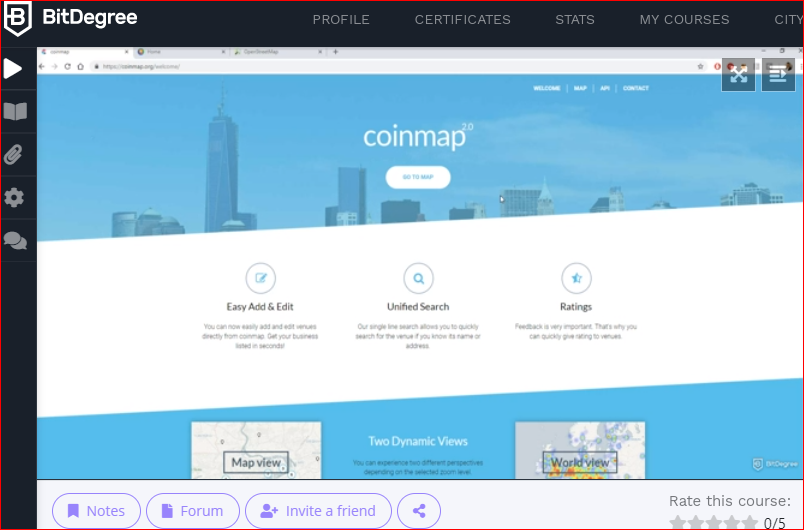 BitDegree
PROFILE CERTIFICATES STATS MY COURSES CITY
coinmap Home OpenStreetMap
https://coinmap.org/welcome/
WELCOME MAP API CONTACT
coinmap 2.0
GO TO MAP
Easy Add & Edit Unified Search Ratings
You can now easily add and edit venues Our single line search allows you to quickly Feedback is very important. That's why you
directly from coinmap. Get your business search for the venue if you know its name or can quickly give rating to venues.
listed in seconds! address.
Two Dynamic Views
Map view World view
You can experience two different perspectives
depending on the selected zoom level.
BitDegree
Notes Forum Invite a friend
Rate this course:
0/5